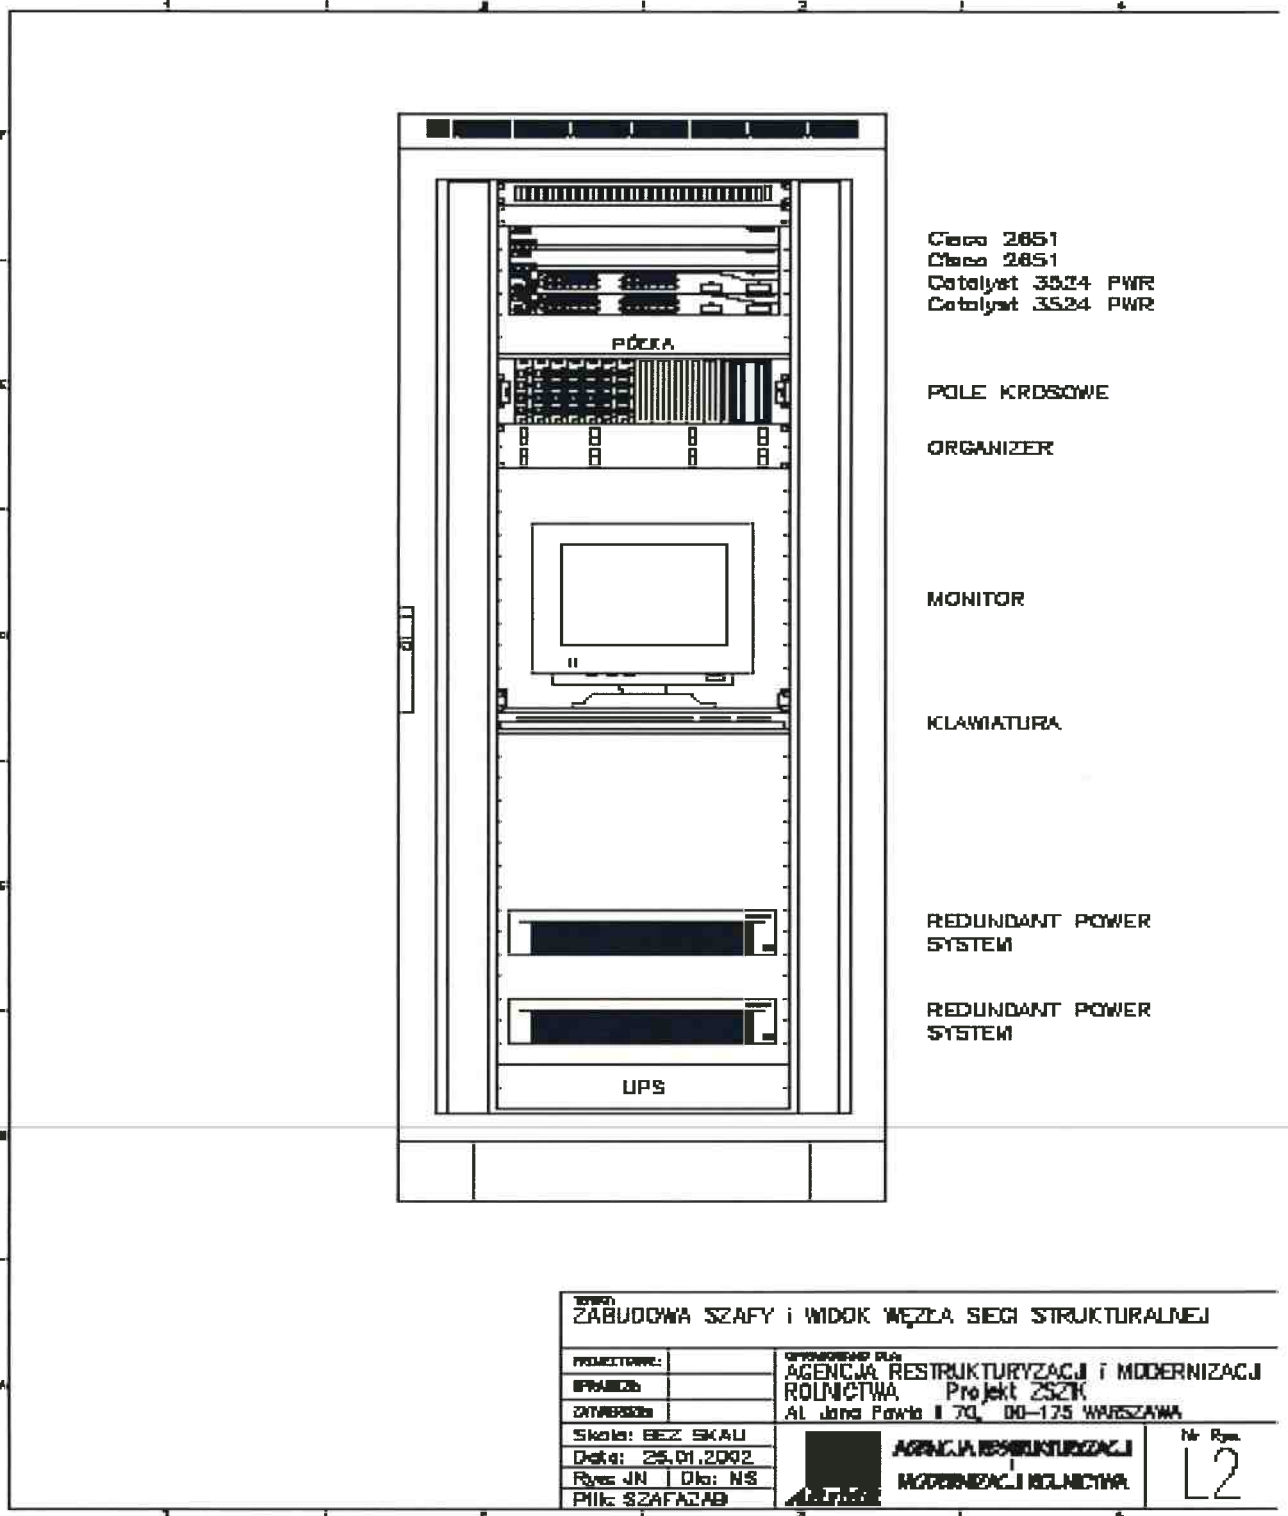 Cisco 2651
Cisco 2651
Catalyst 3524 PWR
Catalyst 3524 PWR
PÓŁKA
POLE KROSOWE
ORGANIZER
MONITOR
KLAWIATURA
REDUNDANT POWER
SYSTEM
REDUNDANT POWER
SYSTEM
UPS
ZABUDOWA SZAFY i WIDOK WĘZŁA SIECI STRUKTURALNEJ
AGENCJA RESTRUKTURYZACJI i MODERNIZACJI
ROLNICTWA Projekt ZSZIK
Al. Jana Pawła II 70, 00-175 WARSZAWA
Skala: BEZ SKALI
Data: 25.01.2002
Rys: JN Dla: NS
Plik: SZAFAZAB
AGENCJA RESTRUKTURYZACJI
i
MODERNIZACJI ROLNICTWA
Nr Rys.
L2